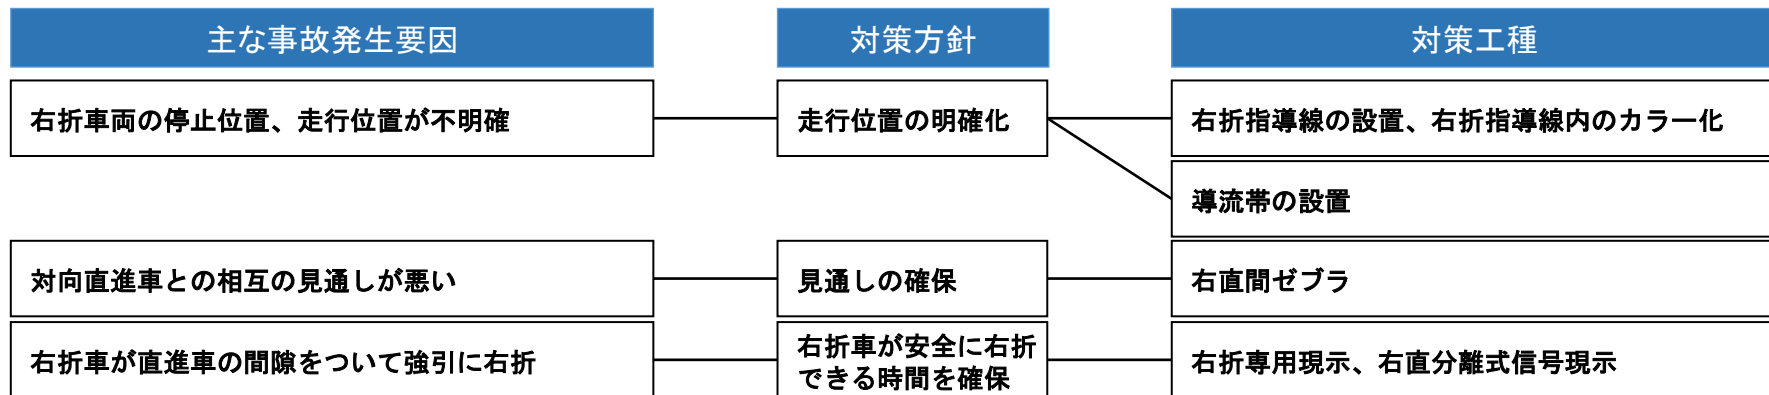 主な事故発生要因
対策方針
対策工種
右折車両の停止位置、走行位置が不明確
走行位置の明確化
右折指導線の設置、右折指導線内のカラー化
導流帯の設置
対向直進車との相互の見通しが悪い
見通しの確保
右直間ゼブラ
右折車が直進車の間隙をついて強引に右折
右折車が安全に右折
できる時間を確保
右折専用現示、右直分離式信号現示